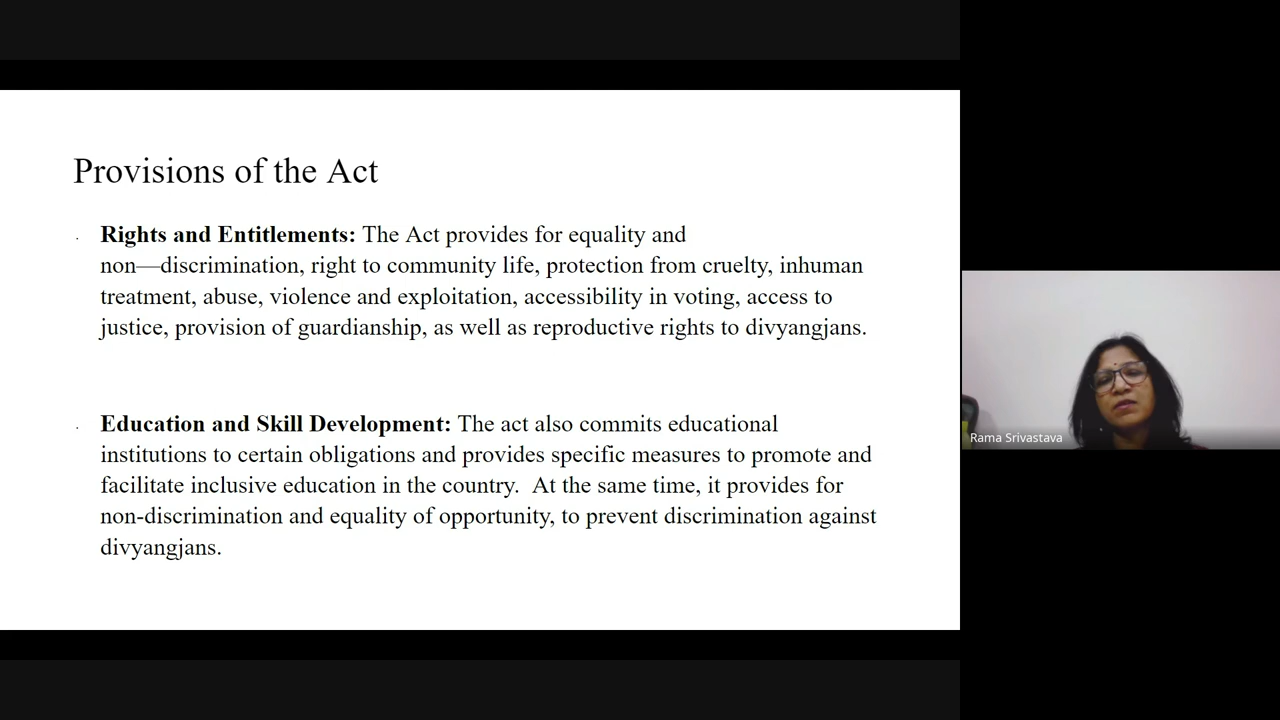 Provisions of the Act
Rights and Entitlements: The Act provides for equality and
non—discrimination, right to community life, protection from cruelty, inhuman
treatment, abuse, violence and exploitation, accessibility in voting, access to
justice, provision of guardianship, as well as reproductive rights to divyangjans.
Education and Skill Development: The act also commits educational
institutions to certain obligations and provides specific measures to promote and
facilitate inclusive education in the country.  At the same time, it provides for
non-discrimination and equality of opportunity, to prevent discrimination against
divyangjans.
Rama Srivastava